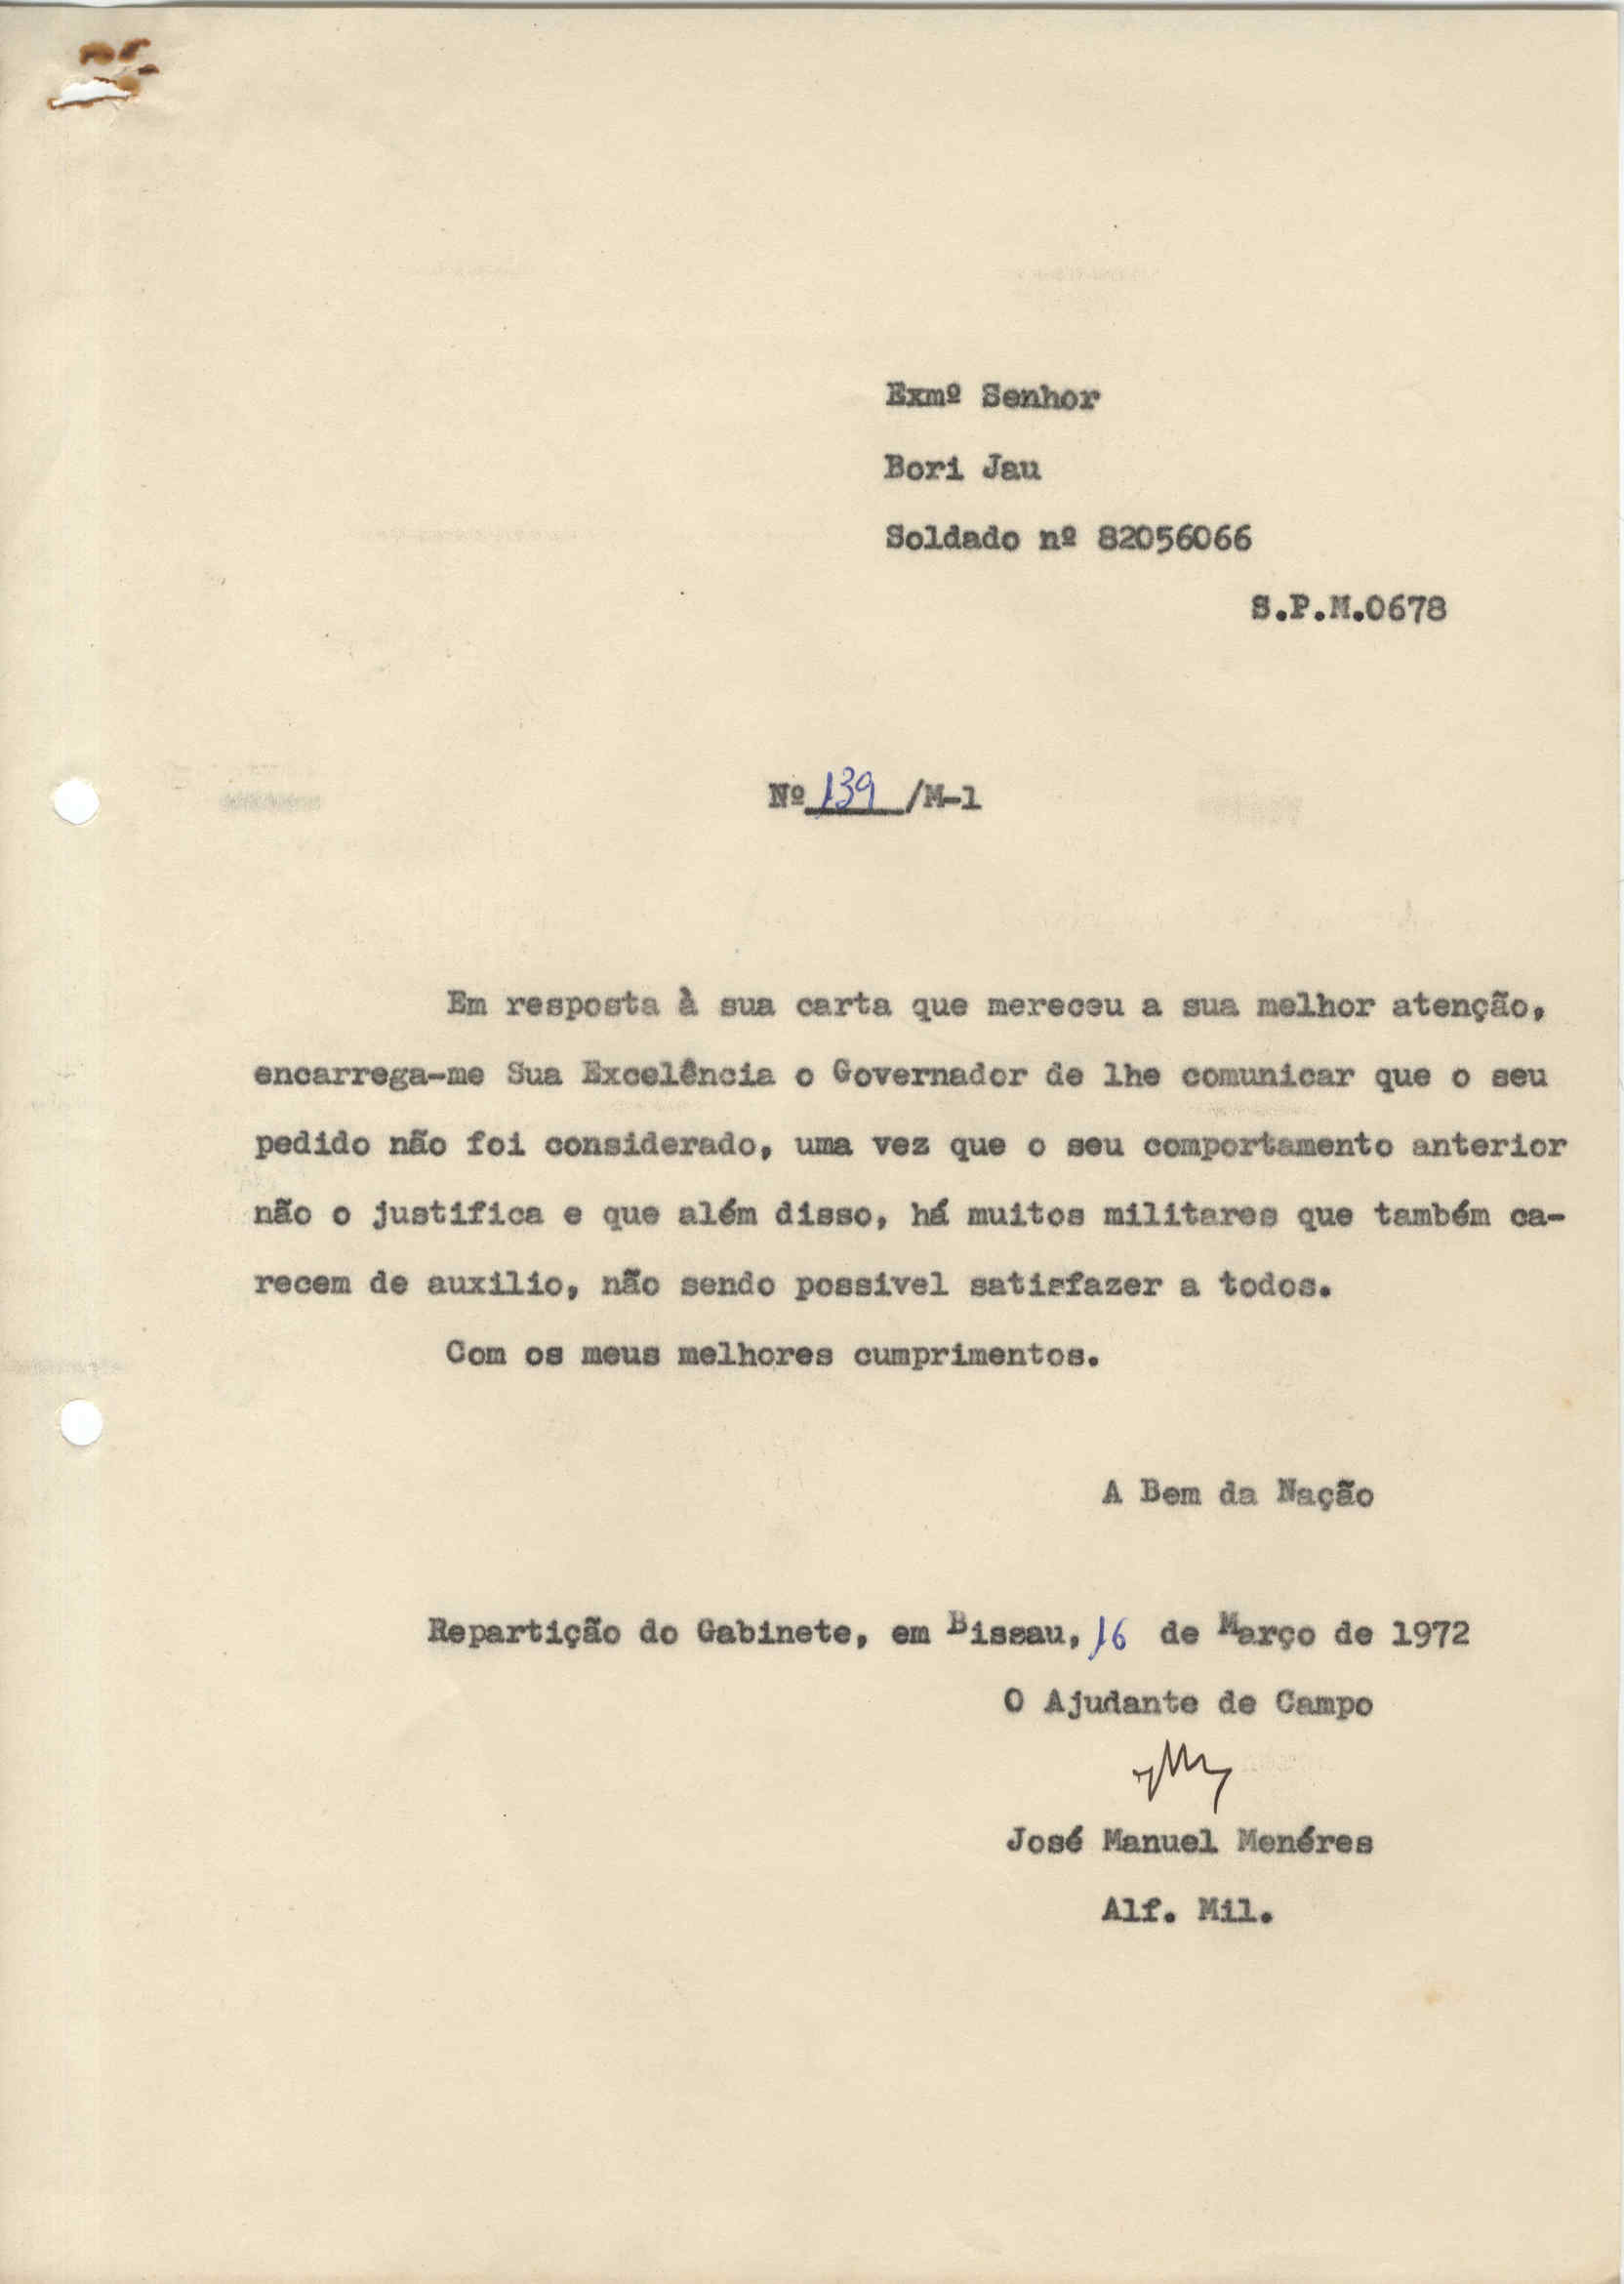 Exmº Senhor
Bori Jau
Soldado nº 82056066
S.P.M.0678
Nº 139 /M-1
Em resposta à sua carta que mereceu a sua melhor atenção,
encarrega-me Sua Excelência o Governador de lhe comunicar que o seu
pedido não foi considerado, uma vez que o seu comportamento anterior
não o justifica e que além disso, há muitos militares que também ca-
recem de auxilio, não sendo possivel satisfazer a todos.
Com os meus melhores cumprimentos.
A Bem da Nação
Repartição do Gabinete, em Bissau, 16 de Março de 1972
O Ajudante de Campo
José Manuel Menéres
Alf. Mil.